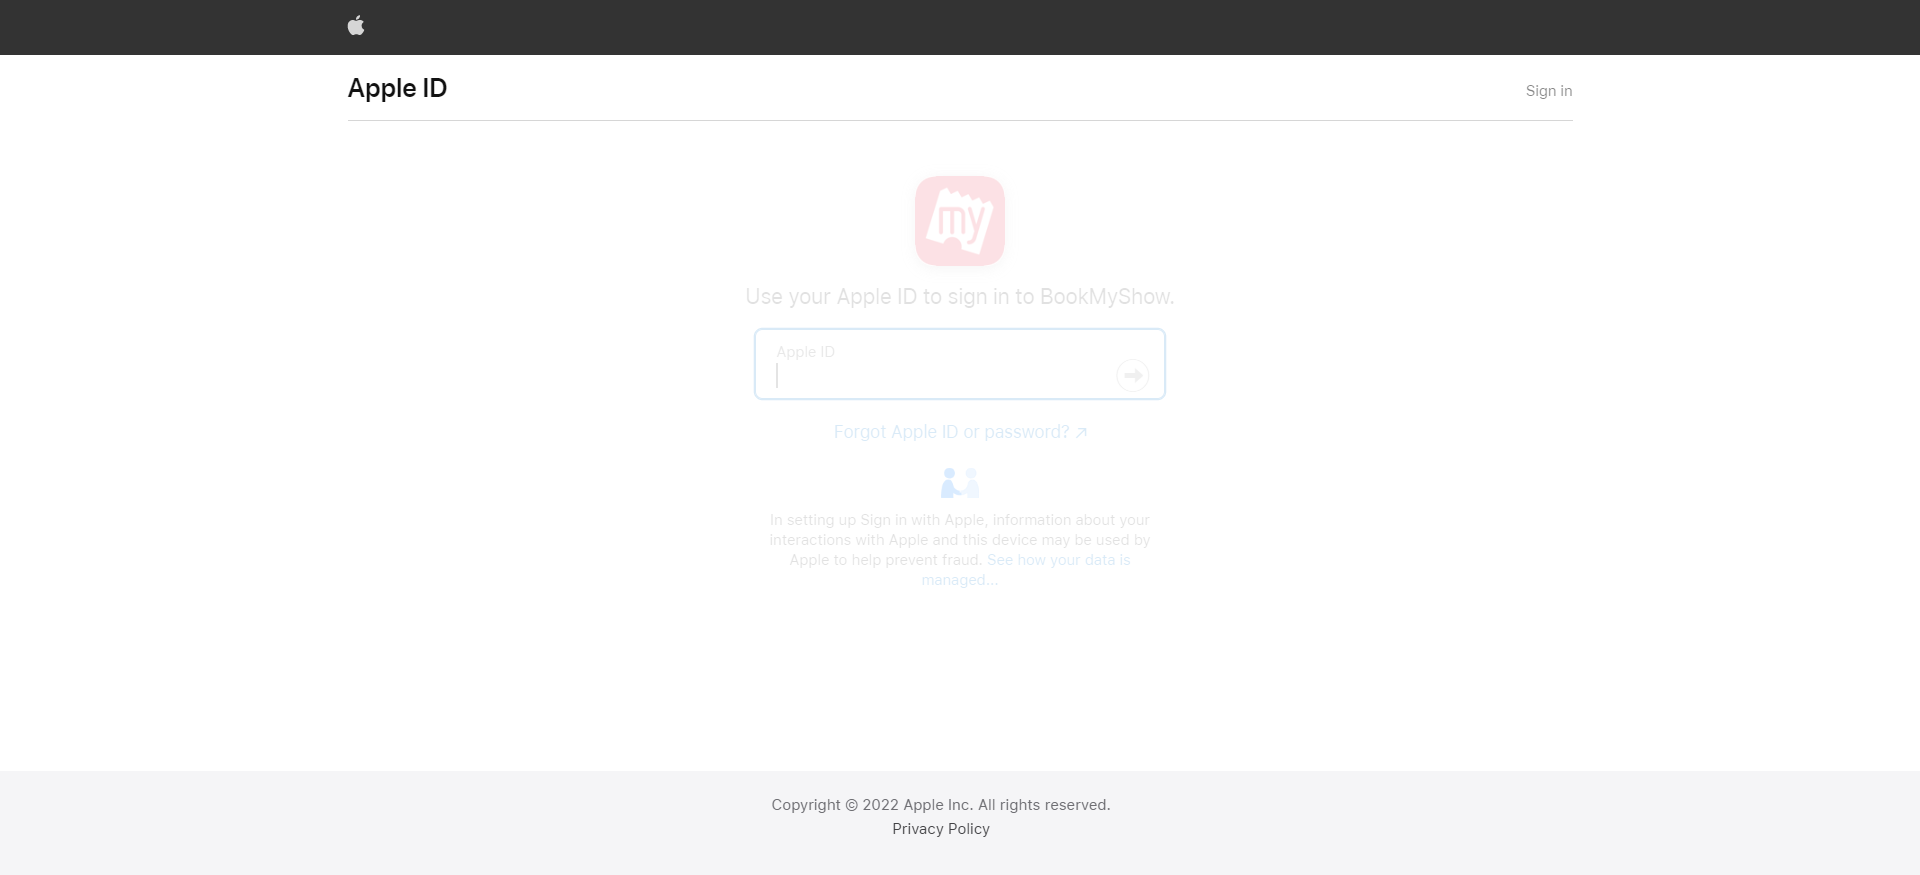 Apple ID
Sign in
my
Use your Apple ID to sign in to BookMyShow.
Apple ID
Forgot Apple ID or password? ↗
In setting up Sign in with Apple, information about your
interactions with Apple and this device may be used by
Apple to help prevent fraud. See how your data is
managed...
Copyright © 2022 Apple Inc. All rights reserved.
Privacy Policy